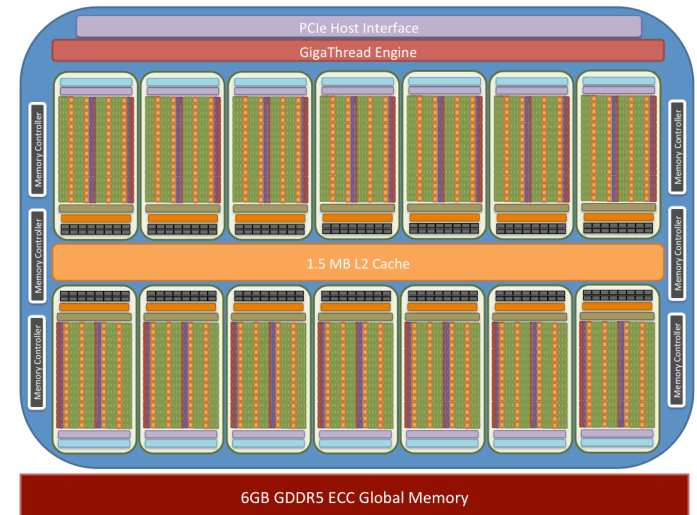 PCIe Host Interface
GigaThread Engine
Memory Controller
Memory Controller
Memory Controller
Memory Controller
Memory Controller
Memory Controller
1.5 MB L2 Cache
6GB GDDR5 ECC Global Memory